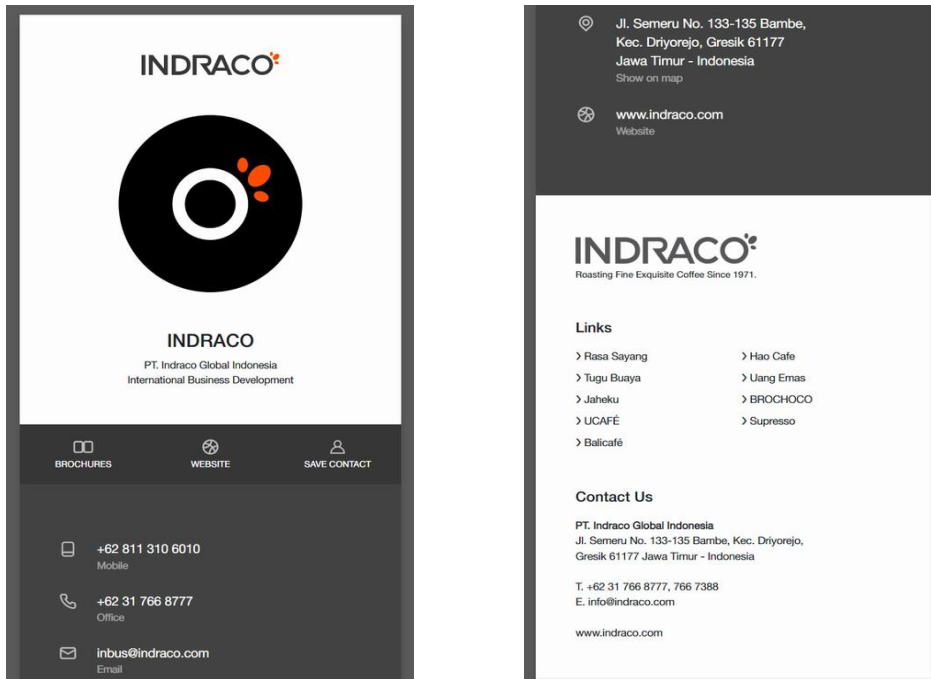 INDRACO
INDRACO
PT. Indraco Global Indonesia
International Business Development
BROCHURES
WEBSITE
SAVE CONTACT
+62 811 310 6010
Mobile
+62 31 766 8777
Office
inbus@indraco.com
Email
Jl. Semeru No. 133-135 Bambe,
Kec. Driyorejo, Gresik 61177
Jawa Timur - Indonesia
Show on map
www.indraco.com
Website
INDRACO
Roasting Fine Exquisite Coffee Since 1971.
Links
Rasa Sayang
Tugu Buaya
Jaheku
UCAFÉ
Balicafé
Hao Cafe
Uang Emas
BROCHOCO
Supresso
Contact Us
PT. Indraco Global Indonesia
Jl. Semeru No. 133-135 Bambe, Kec. Driyorejo,
Gresik 61177 Jawa Timur - Indonesia
T. +62 31 766 8777, 766 7388
E. info@indraco.com
www.indraco.com